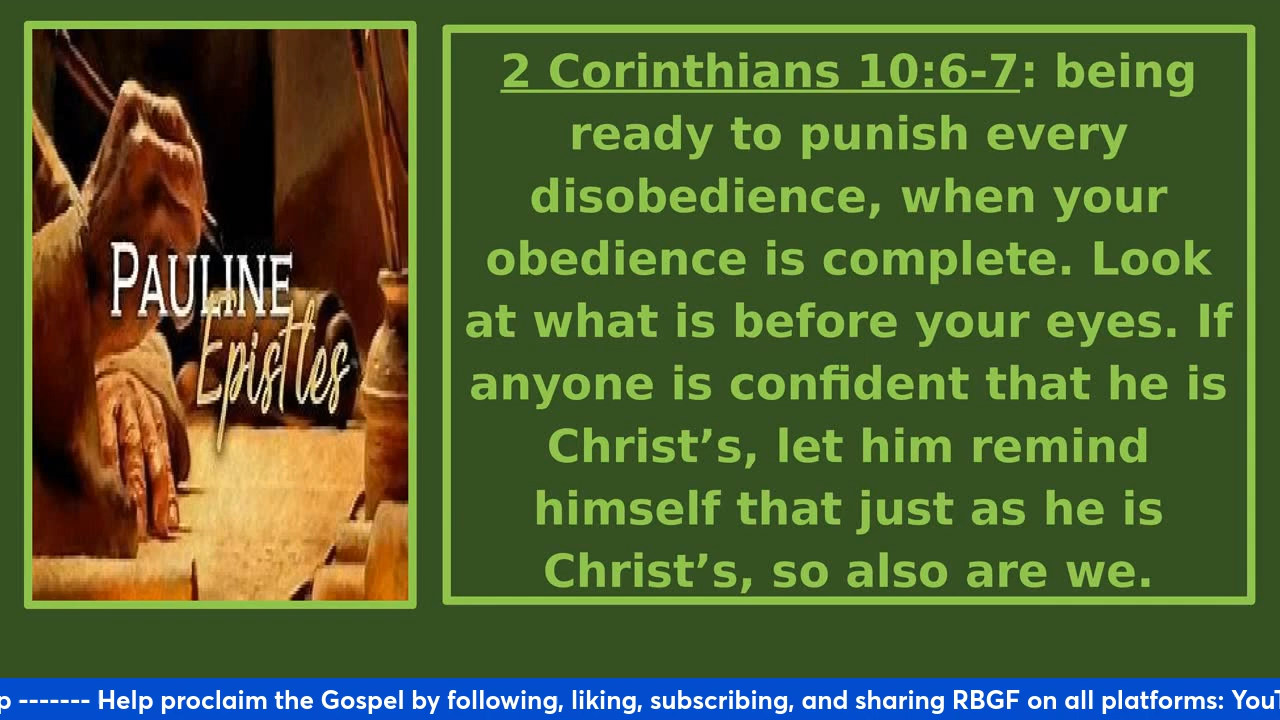 PAULINE
Epistles
2 Corinthians 10:6-7: being
ready to punish every
disobedience, when your
obedience is complete. Look
at what is before your eyes. If
anyone is confident that he is
Christ’s, let him remind
himself that just as he is
Christ’s, so also are we.
p ------- Help proclaim the Gospel by following, liking, subscribing, and sharing RBGF on all platforms: You